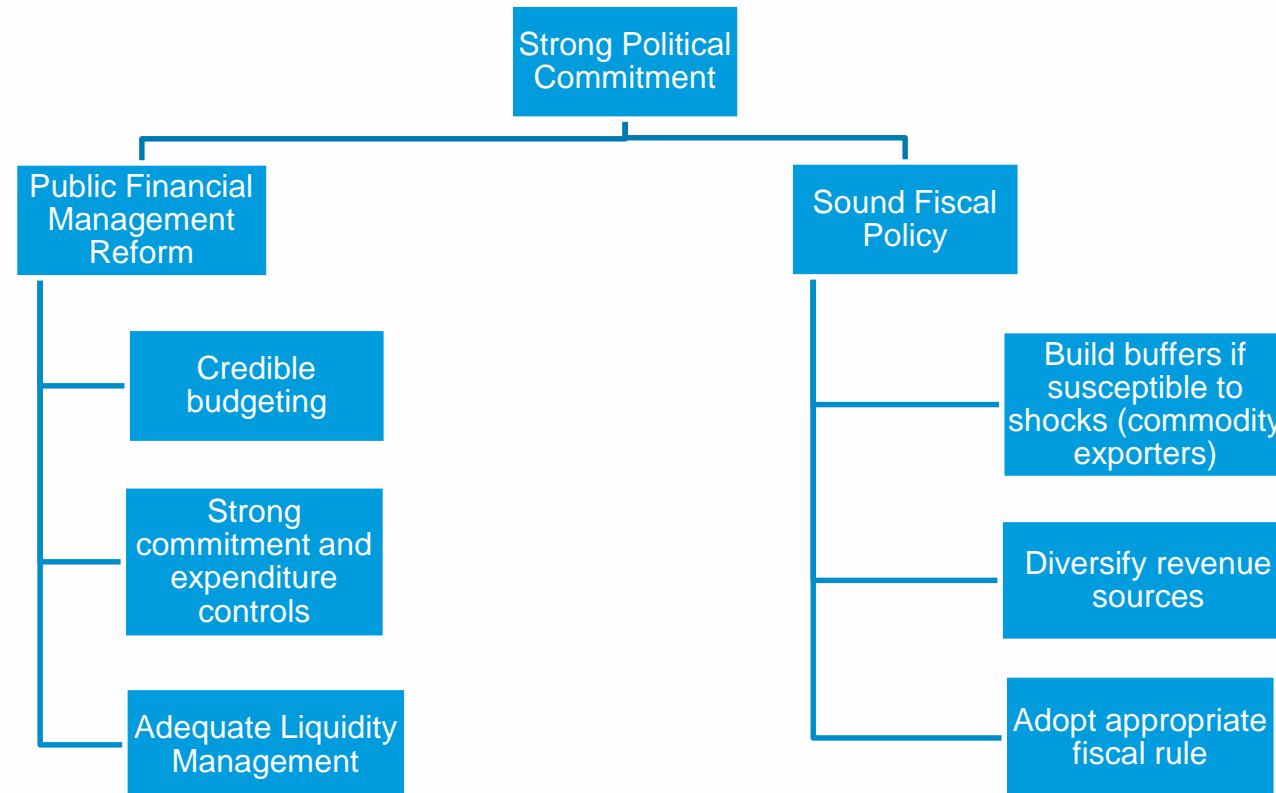 Strong Political
Commitment
Public Financial
Management
Reform
Sound Fiscal
Policy
Credible
budgeting
Strong
commitment and
expenditure
controls
Adequate Liquidity
Management
Build buffers if
susceptible to
shocks (commodity
exporters)
Diversify revenue
sources
Adopt appropriate
fiscal rule